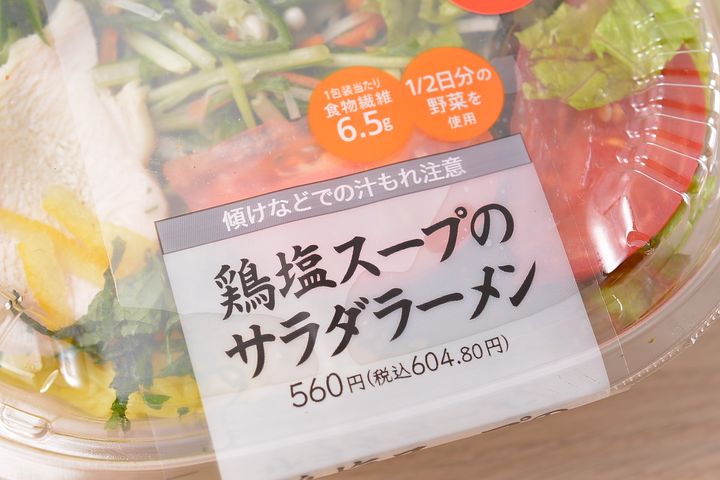 1包装当たり
食物繊維
6.5g
1/2日分の
野菜を
使用
傾けなどでの汁もれ注意
鶏塩スープの
サラダラーメン
560円(税込604.80円)